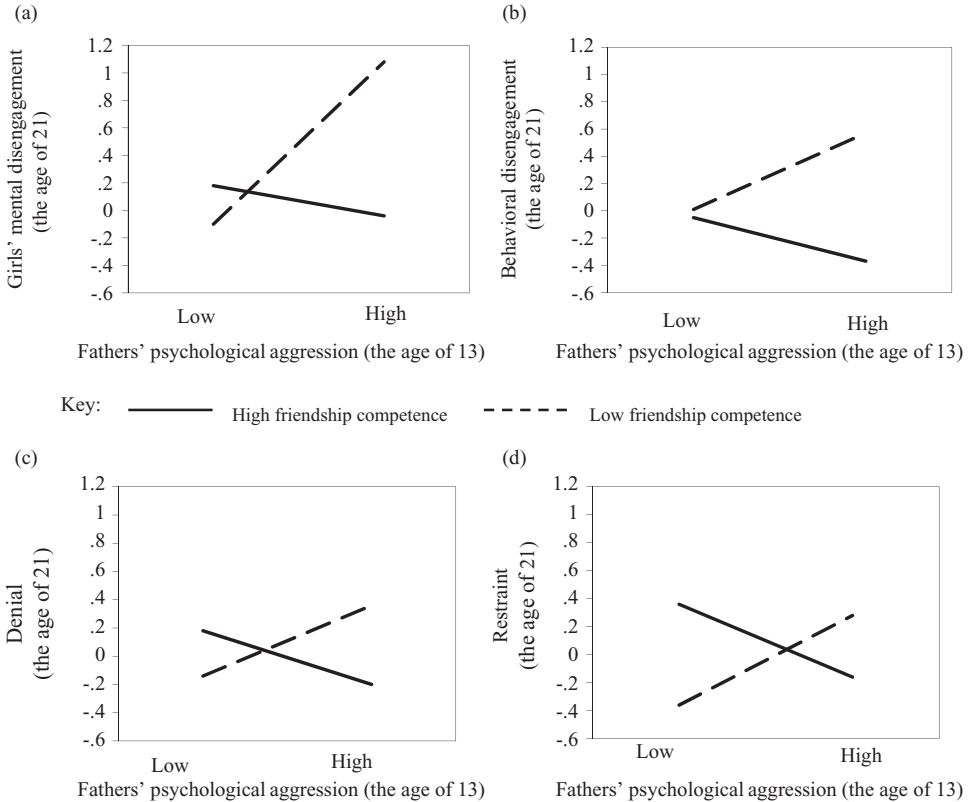 (a)
Girls’ mental disengagement
(the age of 21)
1.2
1
.8
.6
.4
.2
0
-.2
-.4
-.6
Low
High
Fathers’ psychological aggression (the age of 13)
(b)
Behavioral disengagement
(the age of 21)
1.2
1
.8
.6
.4
.2
0
-.2
-.4
-.6
Low
High
Fathers’ psychological aggression (the age of 13)
Key:
High friendship competence
Low friendship competence
(c)
Denial
(the age of 21)
1.2
1
.8
.6
.4
.2
0
-.2
-.4
-.6
Low
High
Fathers’ psychological aggression (the age of 13)
(d)
Restraint
(the age of 21)
1.2
1
.8
.6
.4
.2
0
-.2
-.4
-.6
Low
High
Fathers’ psychological aggression (the age of 13)